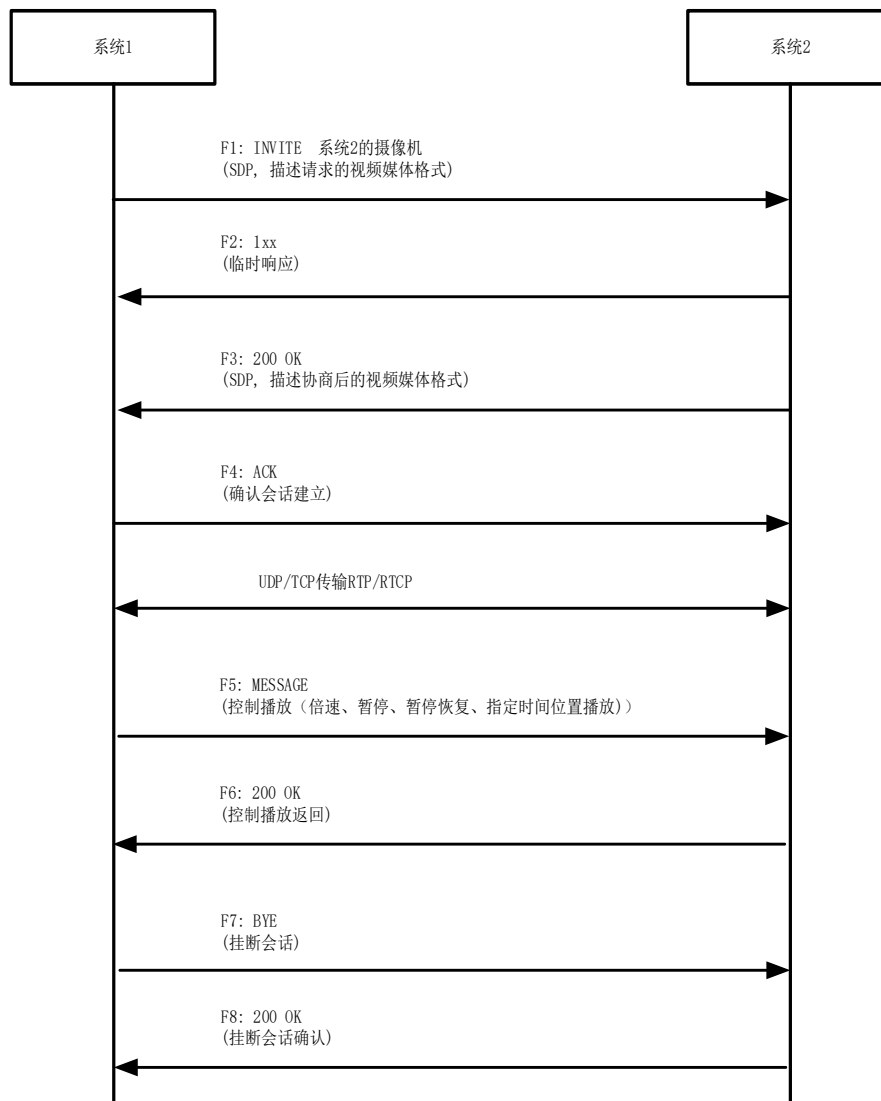 系统1
系统2
F1: INVITE 系统2的摄像机
(SDP, 描述请求的视频媒体格式)
F2: 1xx
(临时响应)
F3: 200 OK
(SDP, 描述协商后的视频媒体格式)
F4: ACK
(确认会话建立)
UDP/TCP传输RTP/RTCP
F5: MESSAGE
(控制播放（倍速、暂停、暂停恢复、指定时间位置播放)）
F6: 200 OK
(控制播放返回)
F7: BYE
(挂断会话)
F8: 200 OK
(挂断会话确认)